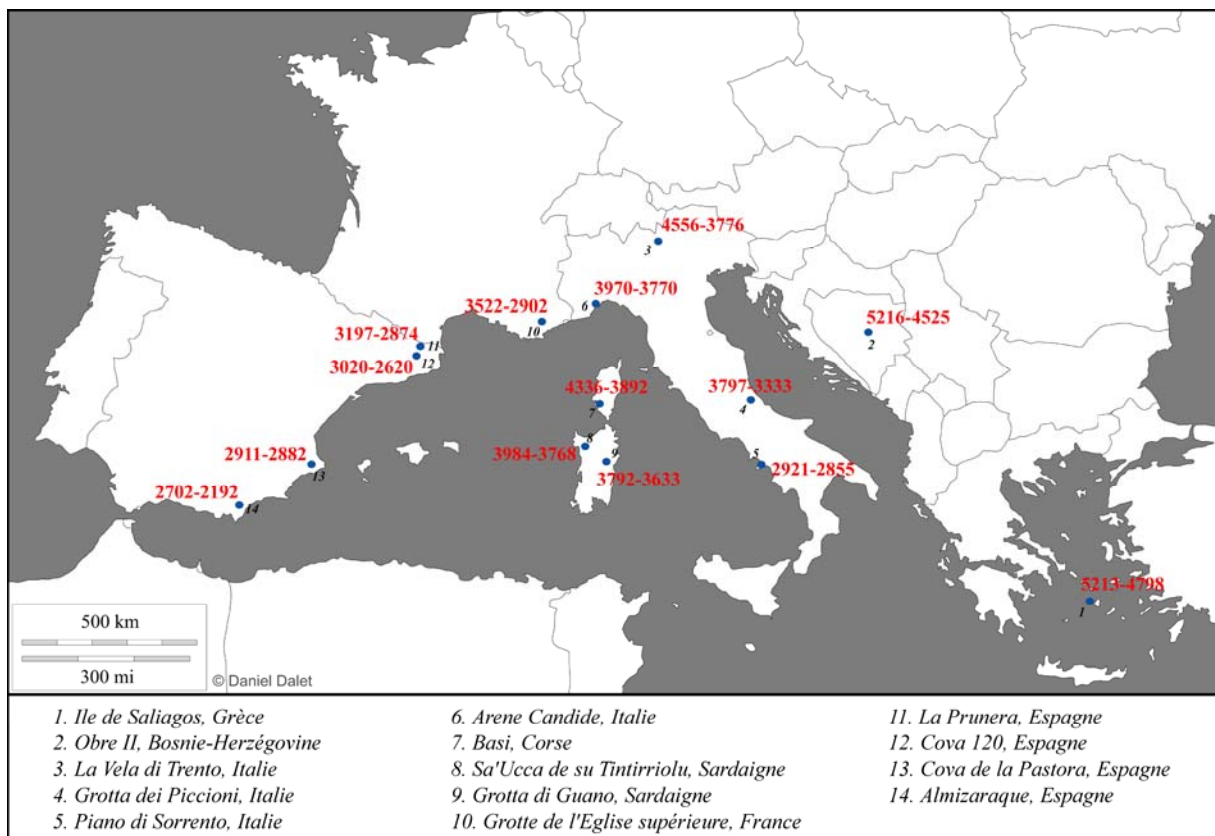 4556-3776
3
3970-3770
6
3522-2902
10
5216-4525
2
3197-2874
11
3020-2620
12
4336-3892
7
3797-3333
4
8
3984-3768
9
3792-3633
5
2921-2855
2911-2882
13
2702-2192
14
5213-4798
1
500 km
300 mi
© Daniel Dalet
1. Ile de Saliagos, Grèce
2. Obre II, Bosnie-Herzégovine
3. La Vela di Trento, Italie
4. Grotta dei Piccioni, Italie
5. Piano di Sorrento, Italie
6. Arene Candide, Italie
7. Basi, Corse
8. Sa'Ucca de su Tintirriolu, Sardaigne
9. Grotta di Guano, Sardaigne
10. Grotte de l'Eglise supérieure, France
11. La Prunera, Espagne
12. Cova 120, Espagne
13. Cova de la Pastora, Espagne
14. Almizaraque, Espagne